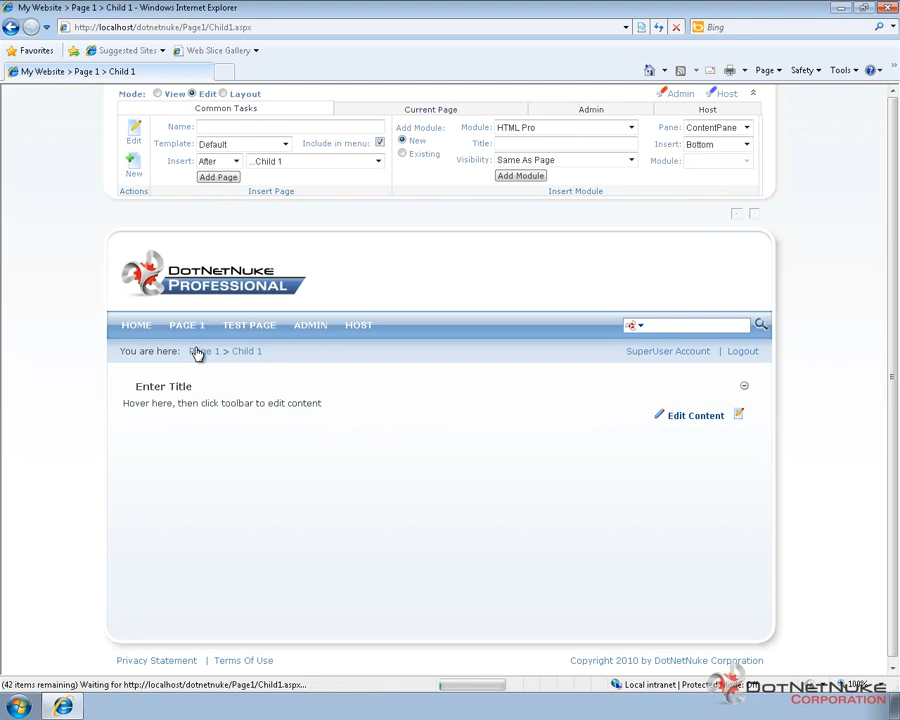 My Website > Page 1 > Child 1 - Windows Internet Explorer
http://localhost/dotnetnuke/Page1/Child1.aspx
Bing
Favorites Suggested Sites Web Slice Gallery
My Website > Page 1 > Child 1
Page Safety Tools
Mode: View Edit Layout Admin Host
Common Tasks Current Page Admin Host
Edit Name: Add Module: Module: HTML Pro Pane: ContentPane
Template: Default Include in menu: New Title: Insert: Bottom
New Insert: After ...Child 1 Existing Visibility: Same As Page Module:
Add Page Add Module
Actions Insert Page Insert Module
DotNetNuke
PROFESSIONAL
HOME PAGE 1 TEST PAGE ADMIN HOST
You are here: Page 1 > Child 1 SuperUser Account | Logout
Enter Title
Hover here, then click toolbar to edit content
Edit Content
Privacy Statement | Terms Of Use Copyright 2010 by DotNetNuke Corporation
(42 items remaining) Waiting for http://localhost/dotnetnuke/Page1/Child1.aspx... Local intranet | Protected Mode: Off 100%
DotNetNuke
CORPORATION